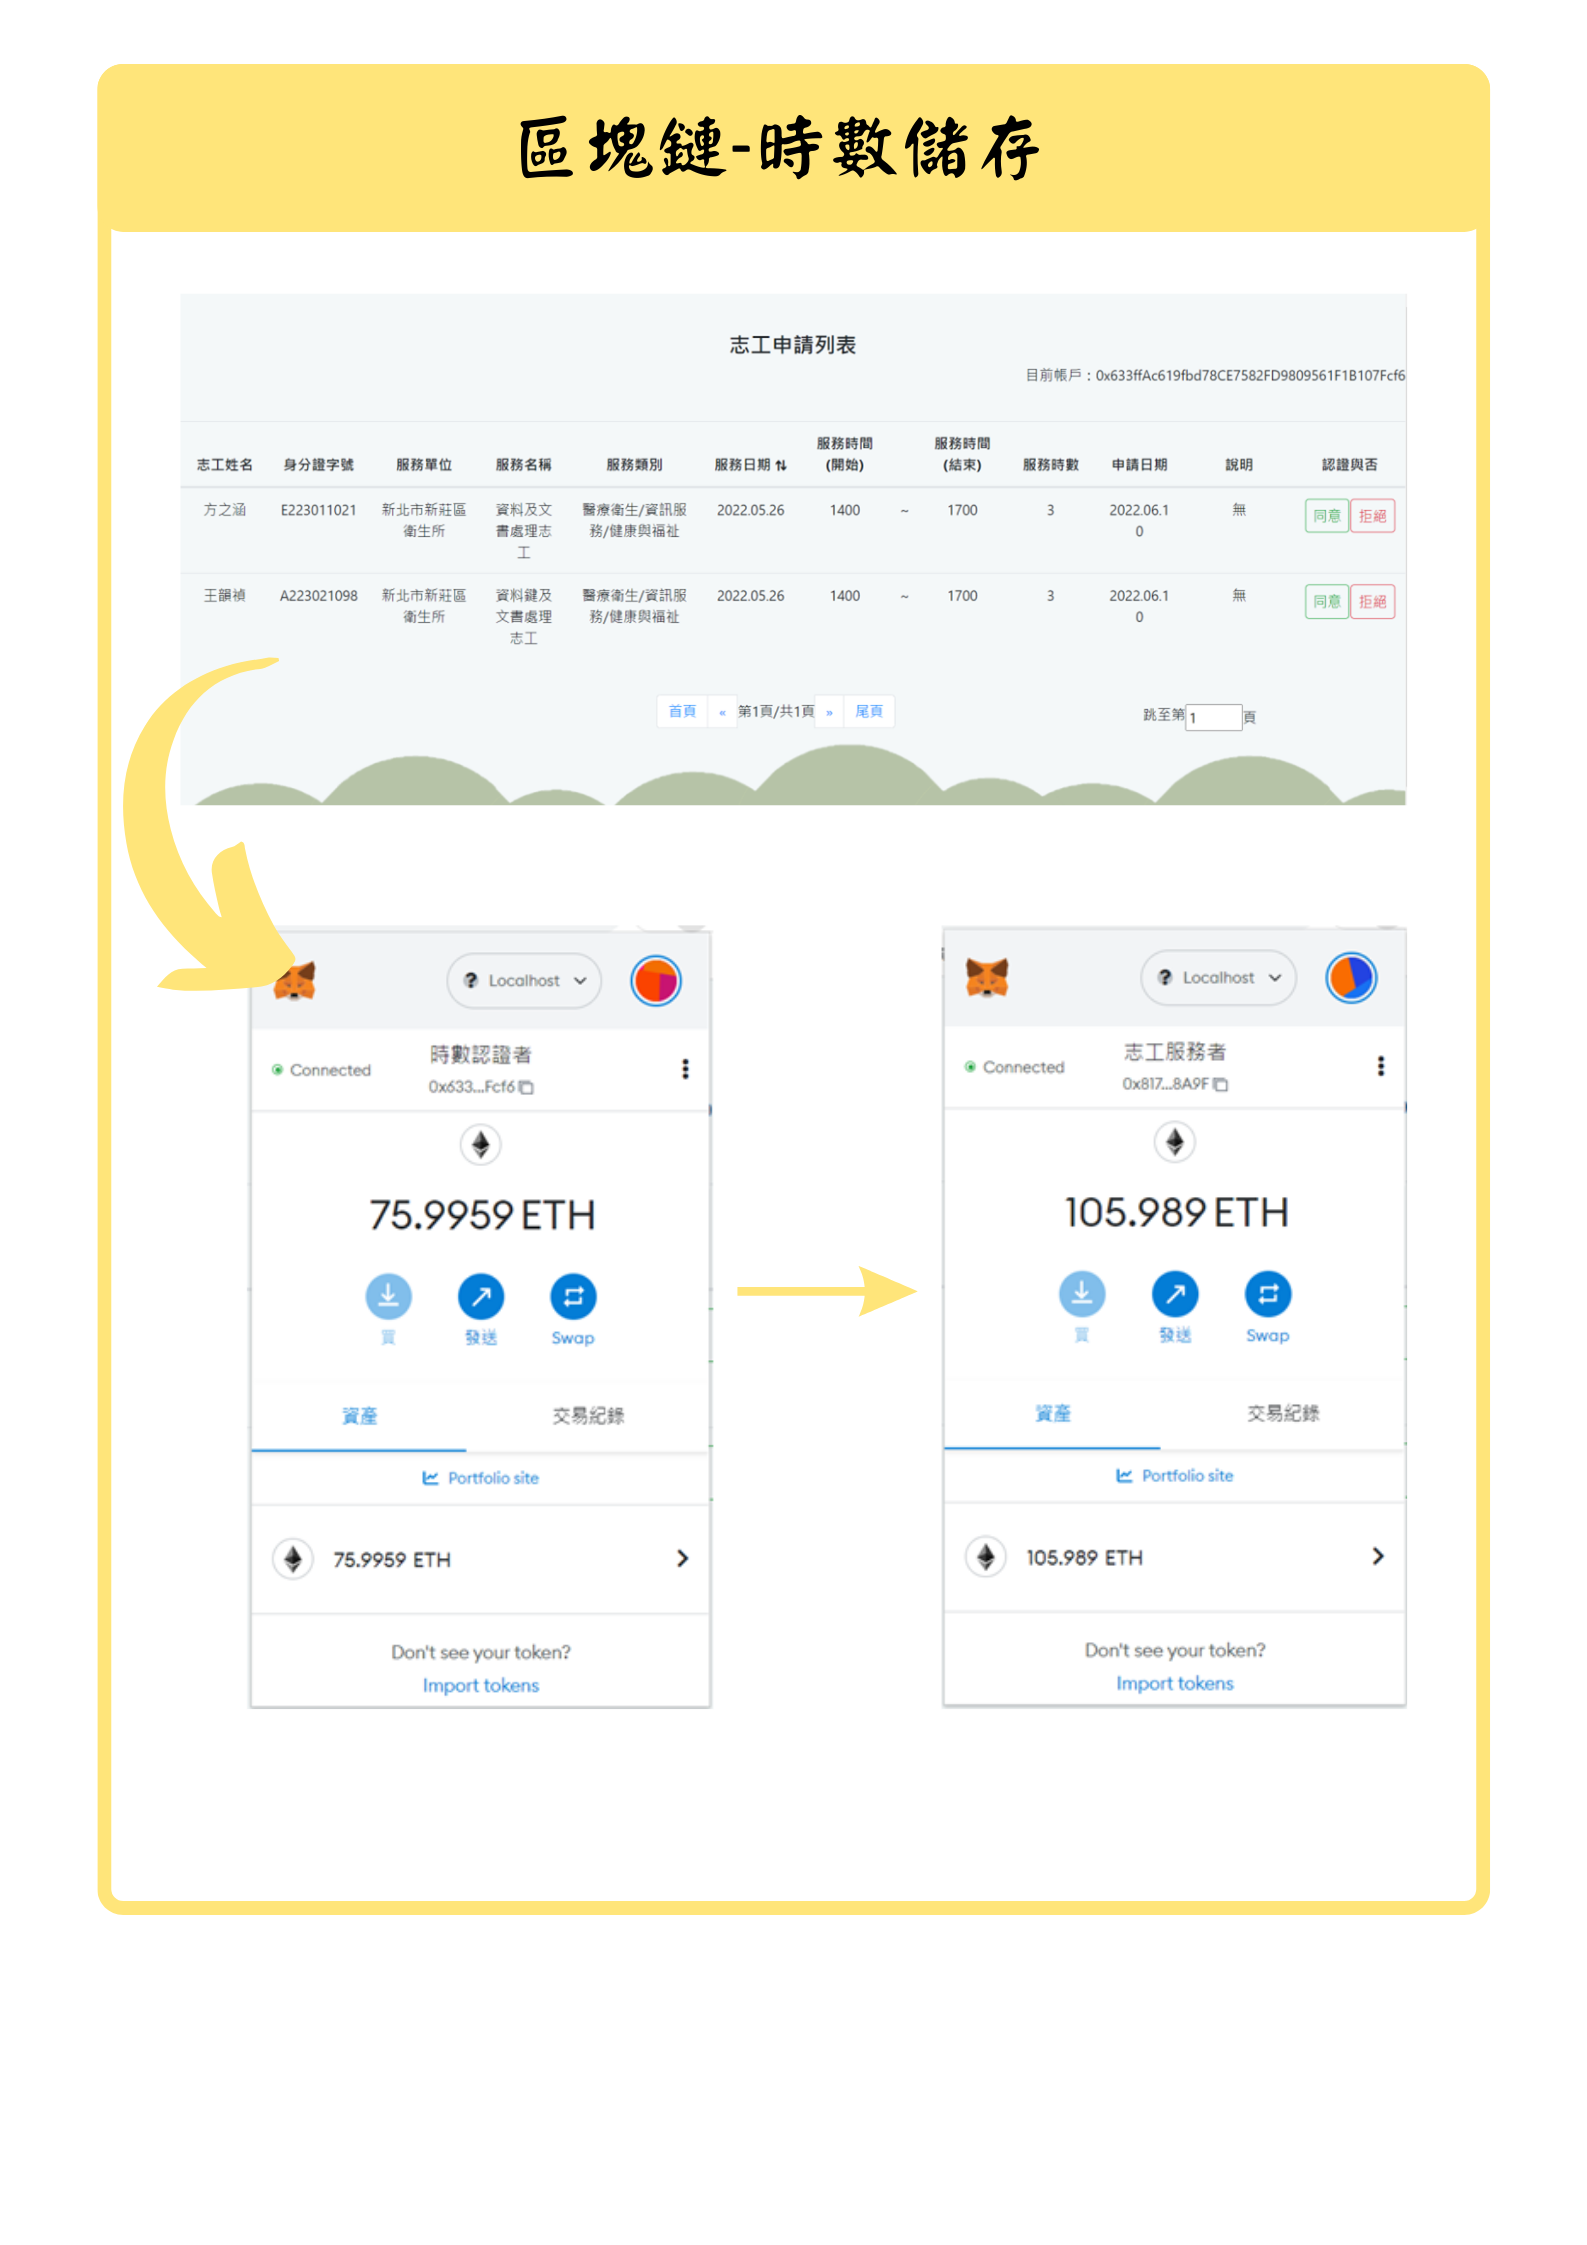 區塊鏈-時數儲存
志工申請列表
目前帳戶：0x633ffAc619fbd78CE7582FD9809561F1B107Fcf6
志工姓名 身分證字號 服務單位 服務名稱 服務類別 服務日期 ⇅ 服務時間 (開始) 服務時間 (結束) 服務時數 申請日期 說明 認證與否
方之涵 E223011021 新北市新莊區 資料及文 醫療衛生/資訊服 2022.05.26 1400 ~ 1700 3 2022.06.1 無 同意 拒絕
衛生所 書處理志 務/健康與福祉 0
工
王韻禎 A223021098 新北市新莊區 資料鍵及 醫療衛生/資訊服 2022.05.26 1400 ~ 1700 3 2022.06.1 無 同意 拒絕
衛生所 文書處理 務/健康與福祉 0
志工
首頁 « 第1頁/共1頁 » 尾頁 跳至第 1 頁
? Localhost
Connected
時數認證者
0x633...Fcf6
75.9959 ETH
買 發送 Swap
資產 交易紀錄
Portfolio site
75.9959 ETH
Don't see your token?
Import tokens
? Localhost
Connected
志工服務者
0x817...8A9F
105.989 ETH
買 發送 Swap
資產 交易紀錄
Portfolio site
105.989 ETH
Don't see your token?
Import tokens